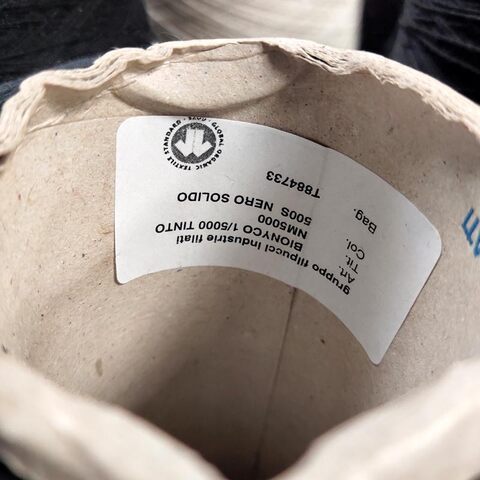 gruppo filpucci industrie filati
Art. BIONYCO 1/5000 TINTO
Tit. NM5000
Col. 500S NERO SOLIDO
Bag. T884733
GLOBAL ORGANIC TEXTILE STANDARD · GOTS ·